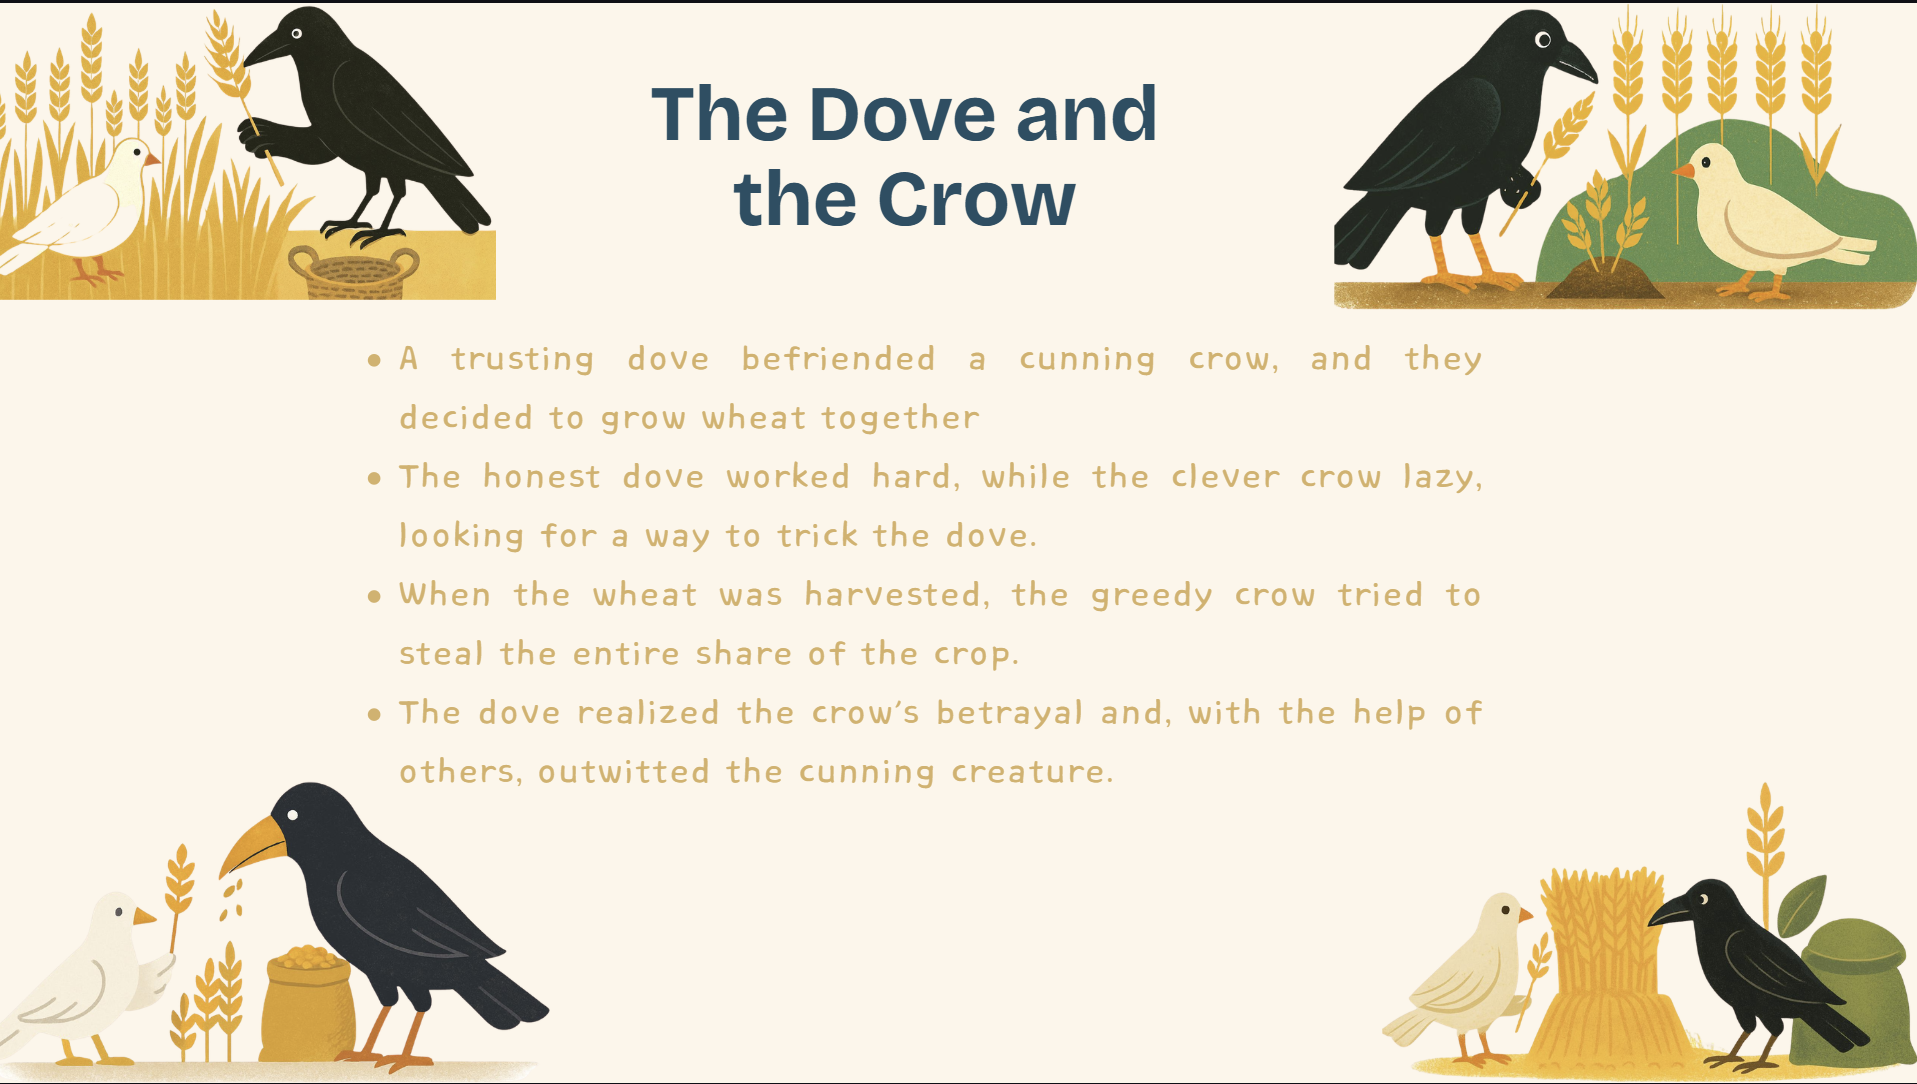 The Dove and
the Crow
• A trusting dove befriended a cunning crow, and they
decided to grow wheat together
• The honest dove worked hard, while the clever crow lazy,
looking for a way to trick the dove.
• When the wheat was harvested, the greedy crow tried to
steal the entire share of the crop.
• The dove realized the crow's betrayal and, with the help of
others, outwitted the cunning creature.